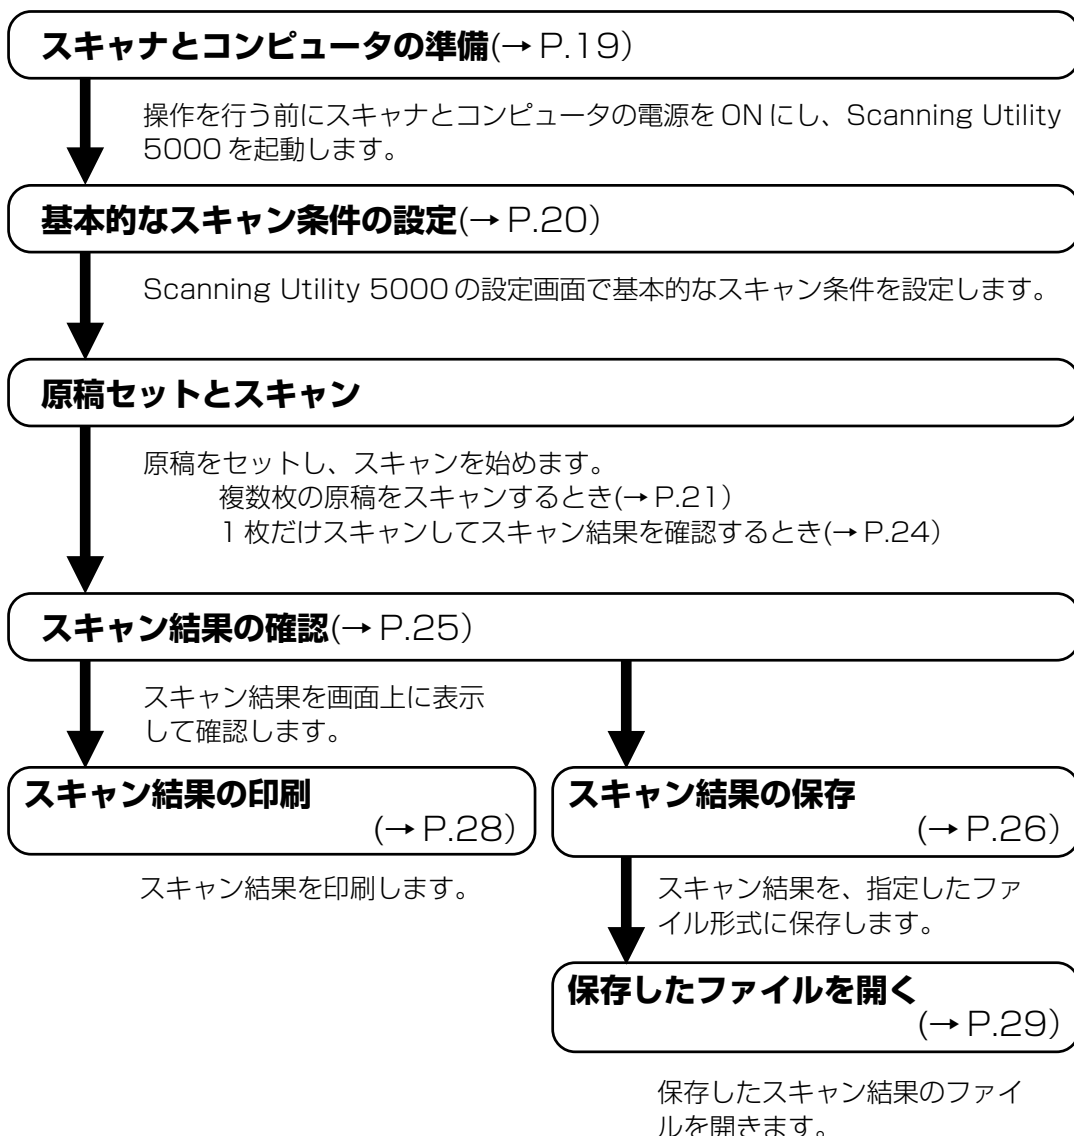 スキャナとコンピュータの準備(→ P.19)
操作を行う前にスキャナとコンピュータの電源を ON にし、Scanning Utility
5000 を起動します。
基本的なスキャン条件の設定(→ P.20)
Scanning Utility 5000 の設定画面で基本的なスキャン条件を設定します。
原稿セットとスキャン
原稿をセットし、スキャンを始めます。
複数枚の原稿をスキャンするとき(→ P.21)
1 枚だけスキャンしてスキャン結果を確認するとき(→ P.24)
スキャン結果の確認(→ P.25)
スキャン結果を画面上に表示
して確認します。
スキャン結果の印刷
(→ P.28)
スキャン結果を印刷します。
スキャン結果の保存
(→ P.26)
スキャン結果を、指定したファ
イル形式に保存します。
保存したファイルを開く
(→ P.29)
保存したスキャン結果のファイ
ルを開きます。